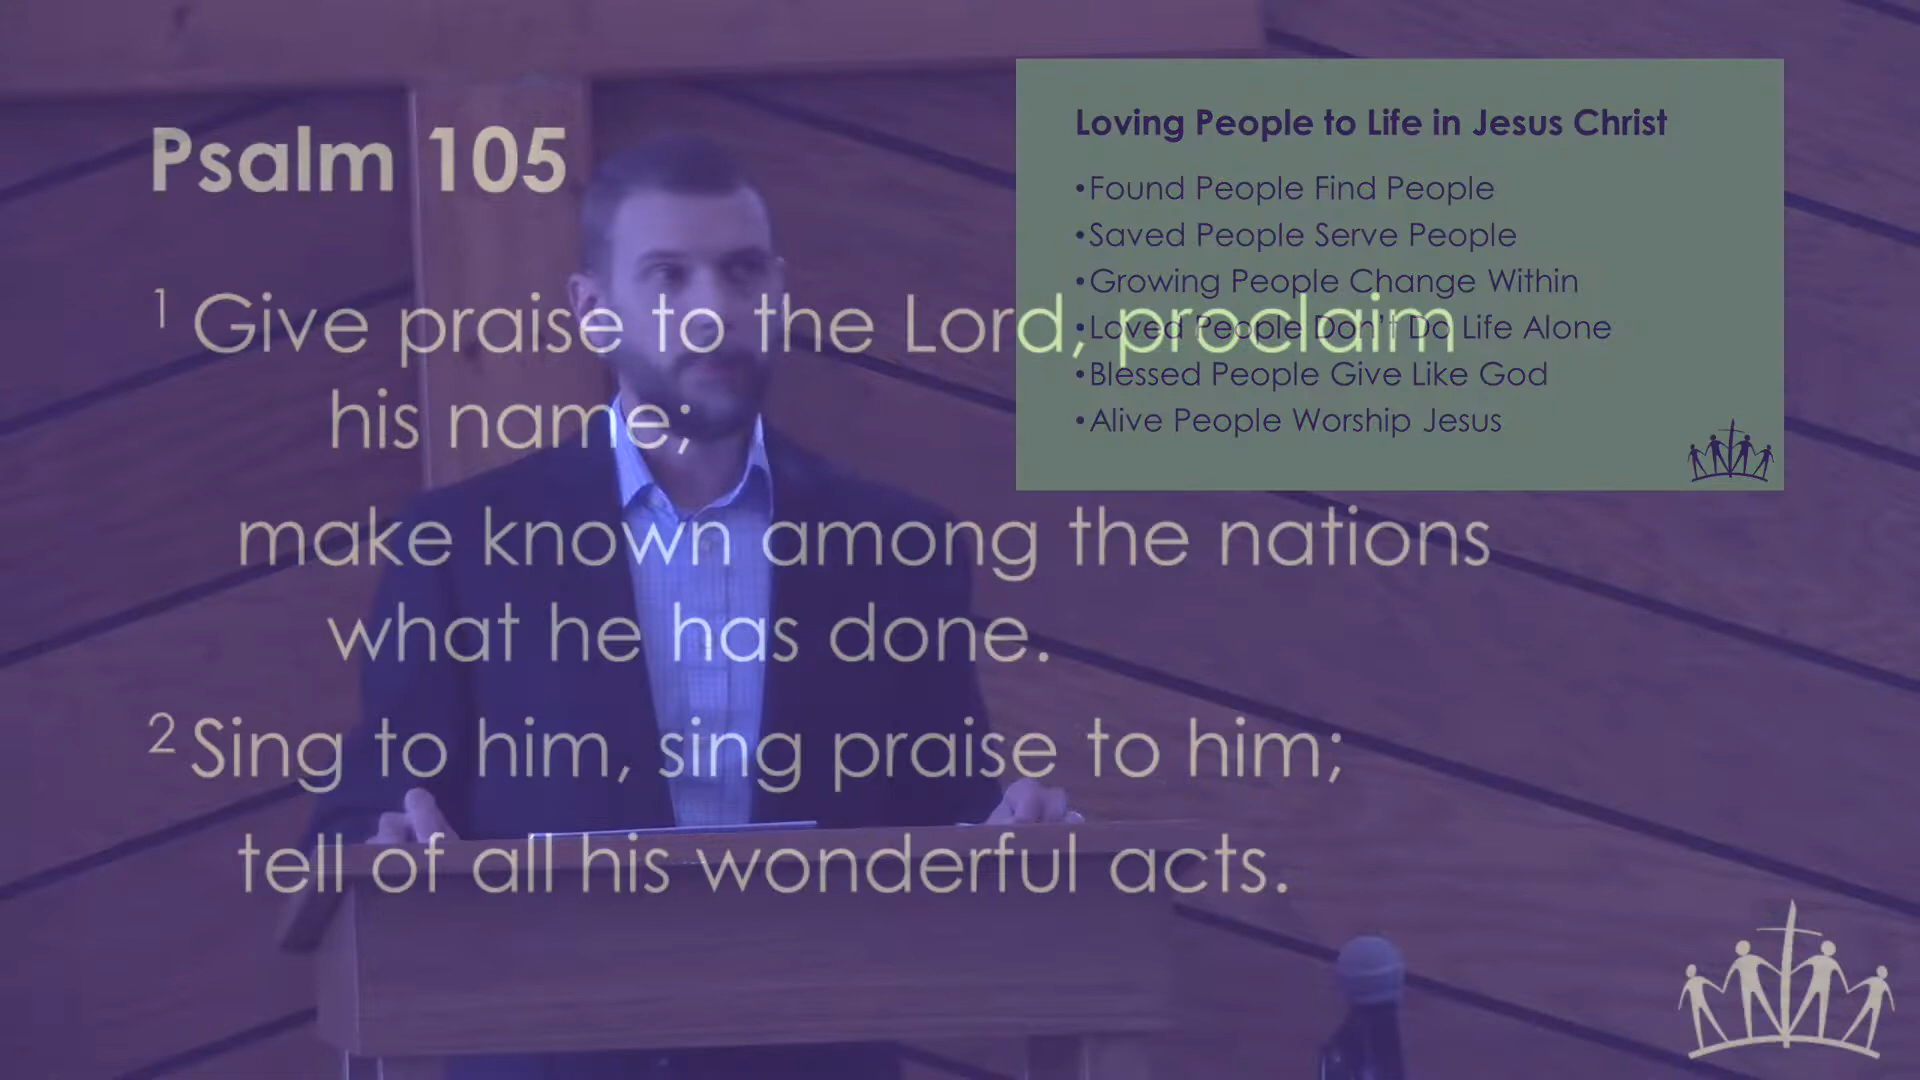 Psalm 105
1 Give praise to the Lord, proclaim
his name;
make known among the nations
what he has done.
2 Sing to him, sing praise to him;
tell of all his wonderful acts.
Loving People to Life in Jesus Christ
•Found People Find People
•Saved People Serve People
•Growing People Change Within
•Loved People Don't Do Life Alone
•Blessed People Give Like God
•Alive People Worship Jesus